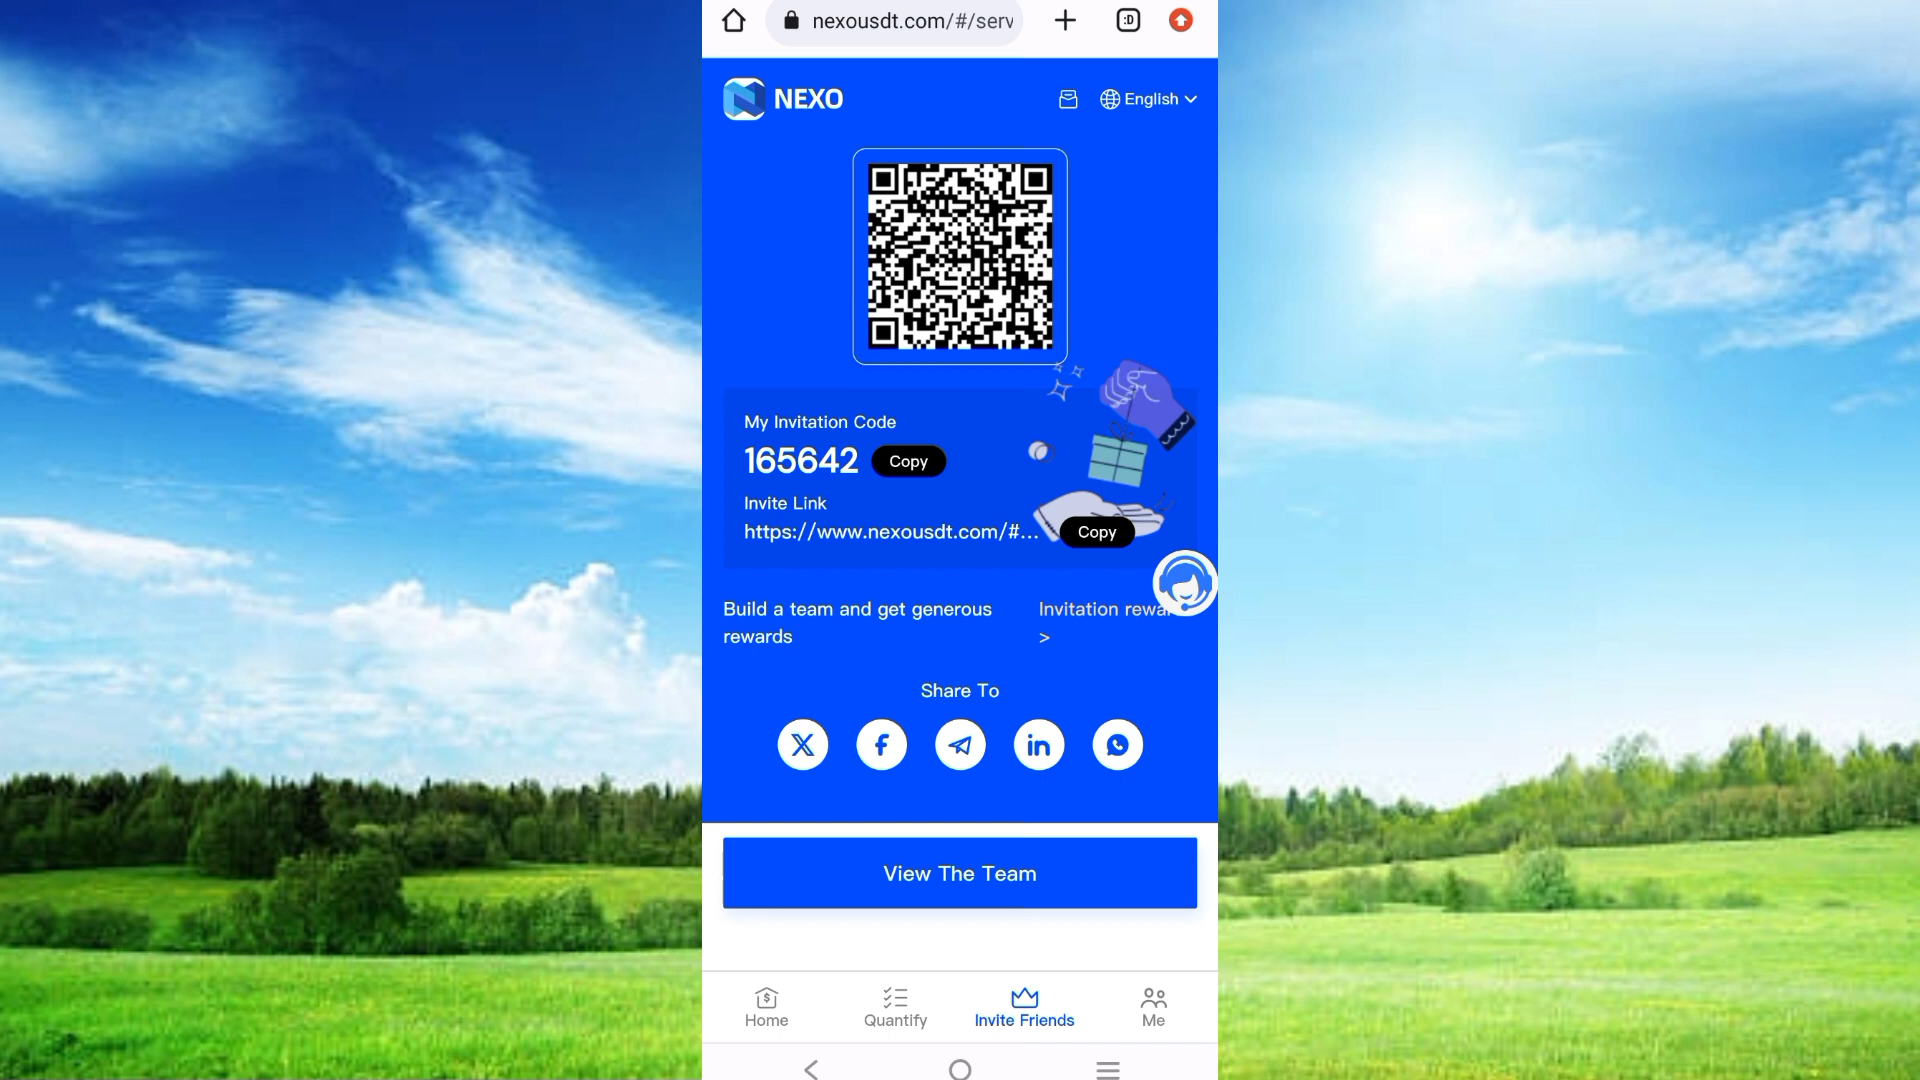 nexousdt.com/#/serv
:D
NEXO
English
My Invitation Code
165642 Copy
Invite Link
https://www.nexousdt.com/#... Copy
Build a team and get generous
rewards
Invitation
>
Share To
View The Team
Home
Quantify
Invite Friends
Me